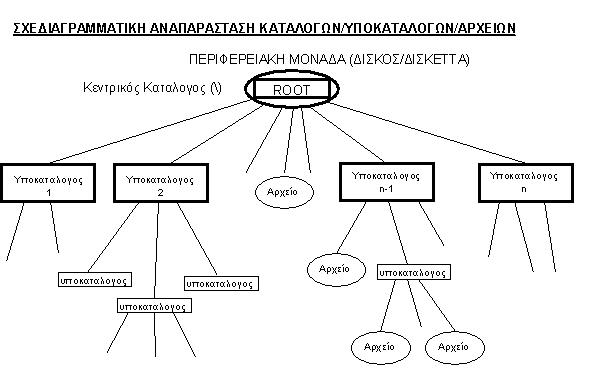 ΣΧΕΔΙΑΓΡΑΜΜΑΤΙΚΗ ΑΝΑΠΑΡΑΣΤΑΣΗ ΚΑΤΑΛΟΓΩΝ/ΥΠΟΚΑΤΑΛΟΓΩΝ/ΑΡΧΕΙΩΝ
ΠΕΡΙΦΕΡΕΙΑΚΗ ΜΟΝΑΔΑ (ΔΙΣΚΟΣ/ΔΙΣΚΕΤΤΑ)
Κεντρικός Καταλογος (\)
ROOT
Υποκαταλογος
1
Υποκαταλογος
2
Αρχείο
Υποκαταλογος
n-1
Υποκαταλογος
n
υποκαταλογος
υποκαταλογος
υποκαταλογος
Αρχείο
υποκαταλογος
Αρχείο
Αρχείο